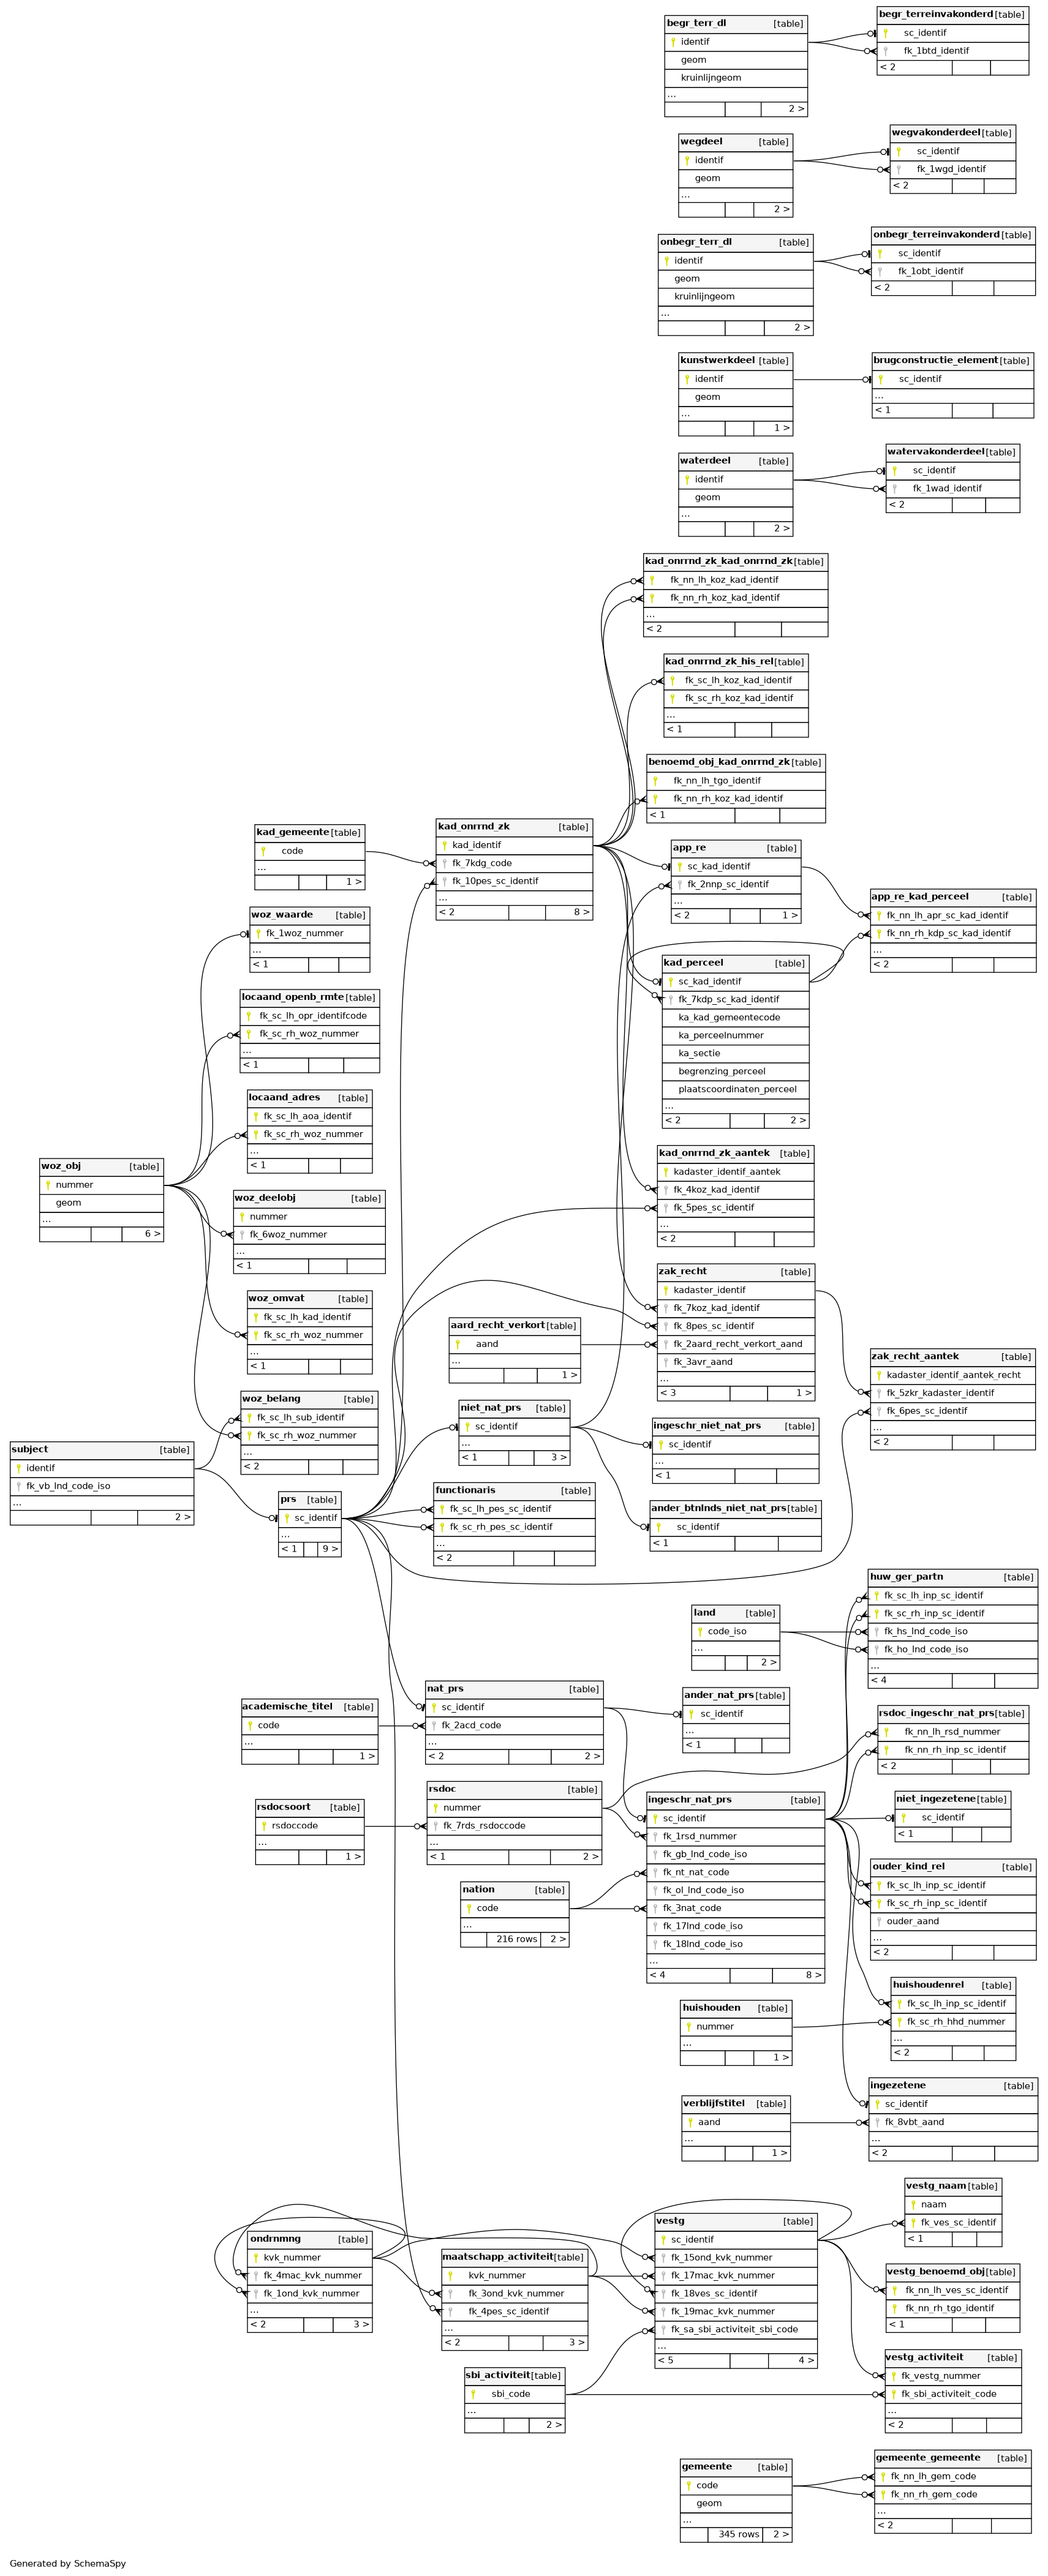 begr_terr_dl [table]
identif
geom
kruinlijngeom
...
2 >
begr_terreinvakonderd [table]
sc_identif
fk_1btd_identif
< 2
wegdeel [table]
identif
geom
...
2 >
wegvakonderdeel [table]
sc_identif
fk_1wgd_identif
< 2
onbegr_terr_dl [table]
identif
geom
kruinlijngeom
...
2 >
onbegr_terreinvakonderd [table]
sc_identif
fk_1obt_identif
< 2
kunstwerkdeel [table]
identif
geom
...
1 >
brugconstructie_element [table]
sc_identif
...
< 1
waterdeel [table]
identif
geom
...
2 >
watervakonderdeel [table]
sc_identif
fk_1wad_identif
< 2
kad_onrrnd_zk_kad_onrrnd_zk [table]
fk_nn_lh_koz_kad_identif
fk_nn_rh_koz_kad_identif
...
< 2
kad_onrrnd_zk_his_rel [table]
fk_sc_lh_koz_kad_identif
fk_sc_rh_koz_kad_identif
...
< 1
benoemd_obj_kad_onrrnd_zk [table]
fk_nn_lh_tgo_identif
fk_nn_rh_koz_kad_identif
< 1
kad_gemeente [table]
code
...
1 >
kad_onrrnd_zk [table]
kad_identif
fk_7kdg_code
fk_10pes_sc_identif
...
< 2 8 >
app_re [table]
sc_kad_identif
fk_2nnp_sc_identif
...
< 2 1 >
app_re_kad_perceel [table]
fk_nn_lh_apr_sc_kad_identif
fk_nn_rh_kdp_sc_kad_identif
...
< 2
woz_waarde [table]
fk_1woz_nummer
...
< 1
kad_perceel [table]
sc_kad_identif
fk_7kdp_sc_kad_identif
ka_kad_gemeentecode
ka_perceelnummer
ka_sectie
begrenzing_perceel
plaatscoordinaten_perceel
...
< 2 2 >
locaand_openb_rmte [table]
fk_sc_lh_opr_identifcode
fk_sc_rh_woz_nummer
...
< 1
locaand_adres [table]
fk_sc_lh_aoa_identif
fk_sc_rh_woz_nummer
...
< 1
woz_obj [table]
nummer
geom
...
6 >
woz_deelobj [table]
nummer
fk_6woz_nummer
...
< 1
kad_onrrnd_zk_aantek [table]
kadaster_identif_aantek
fk_4koz_kad_identif
fk_5pes_sc_identif
...
< 2
woz_omvat [table]
fk_sc_lh_kad_identif
fk_sc_rh_woz_nummer
...
< 1
aard_recht_verkort [table]
aand
...
1 >
zak_recht [table]
kadaster_identif
fk_7koz_kad_identif
fk_8pes_sc_identif
fk_2aard_recht_verkort_aand
fk_3avr_aand
...
< 3 1 >
zak_recht_aantek [table]
kadaster_identif_aantek_recht
fk_5zkr_kadaster_identif
fk_6pes_sc_identif
...
< 2
woz_belang [table]
fk_sc_lh_sub_identif
fk_sc_rh_woz_nummer
...
< 2
niet_nat_prs [table]
sc_identif
...
< 1 3 >
ingeschr_niet_nat_prs [table]
sc_identif
...
< 1
subject [table]
identif
fk_vb_lnd_code_iso
...
2 >
prs [table]
sc_identif
...
< 1 9 >
functionaris [table]
fk_sc_lh_pes_sc_identif
fk_sc_rh_pes_sc_identif
...
< 2
ander_btnlnds_niet_nat_prs [table]
sc_identif
...
< 1
land [table]
code_iso
...
2 >
huw_ger_partn [table]
fk_sc_lh_inp_sc_identif
fk_sc_rh_inp_sc_identif
fk_hs_lnd_code_iso
fk_ho_lnd_code_iso
...
< 4
academische_titel [table]
code
...
1 >
nat_prs [table]
sc_identif
fk_2acd_code
...
< 2 2 >
ander_nat_prs [table]
sc_identif
...
< 1
rsdoc_ingeschr_nat_prs [table]
fk_nn_lh_rsd_nummer
fk_nn_rh_inp_sc_identif
< 2
rsdocsoort [table]
rsdoccode
...
1 >
rsdoc [table]
nummer
fk_7rds_rsdoccode
...
< 1 2 >
ingeschr_nat_prs [table]
sc_identif
fk_1rsd_nummer
fk_gb_lnd_code_iso
fk_nt_nat_code
fk_ol_lnd_code_iso
fk_3nat_code
fk_17lnd_code_iso
fk_18lnd_code_iso
...
< 4 8 >
niet_ingezetene [table]
sc_identif
...
< 1
nation [table]
code
...
216 rows 2 >
ouder_kind_rel [table]
fk_sc_lh_inp_sc_identif
fk_sc_rh_inp_sc_identif
ouder_aand
...
< 2
huishouden [table]
nummer
...
1 >
huishoudenrel [table]
fk_sc_lh_inp_sc_identif
fk_sc_rh_hhd_nummer
...
< 2
verblijfstitel [table]
aand
...
1 >
ingezetene [table]
sc_identif
fk_8vbt_aand
...
< 2
vestg_naam [table]
naam
fk_ves_sc_identif
< 1
ondrnmng [table]
kvk_nummer
fk_4mac_kvk_nummer
fk_1ond_kvk_nummer
...
< 2 3 >
maatschapp_activiteit [table]
kvk_nummer
fk_3ond_kvk_nummer
fk_4pes_sc_identif
...
< 2 3 >
vestg [table]
sc_identif
fk_15ond_kvk_nummer
fk_17mac_kvk_nummer
fk_18ves_sc_identif
fk_19mac_kvk_nummer
fk_sa_sbi_activiteit_sbi_code
...
< 5 4 >
vestg_benoemd_obj [table]
fk_nn_lh_ves_sc_identif
fk_nn_rh_tgo_identif
< 1
sbi_activiteit [table]
sbi_code
...
2 >
vestg_activiteit [table]
fk_vestg_nummer
fk_sbi_activiteit_code
...
< 2
gemeente [table]
code
geom
...
345 rows 2 >
gemeente_gemeente [table]
fk_nn_lh_gem_code
fk_nn_rh_gem_code
...
< 2
Generated by SchemaSpy